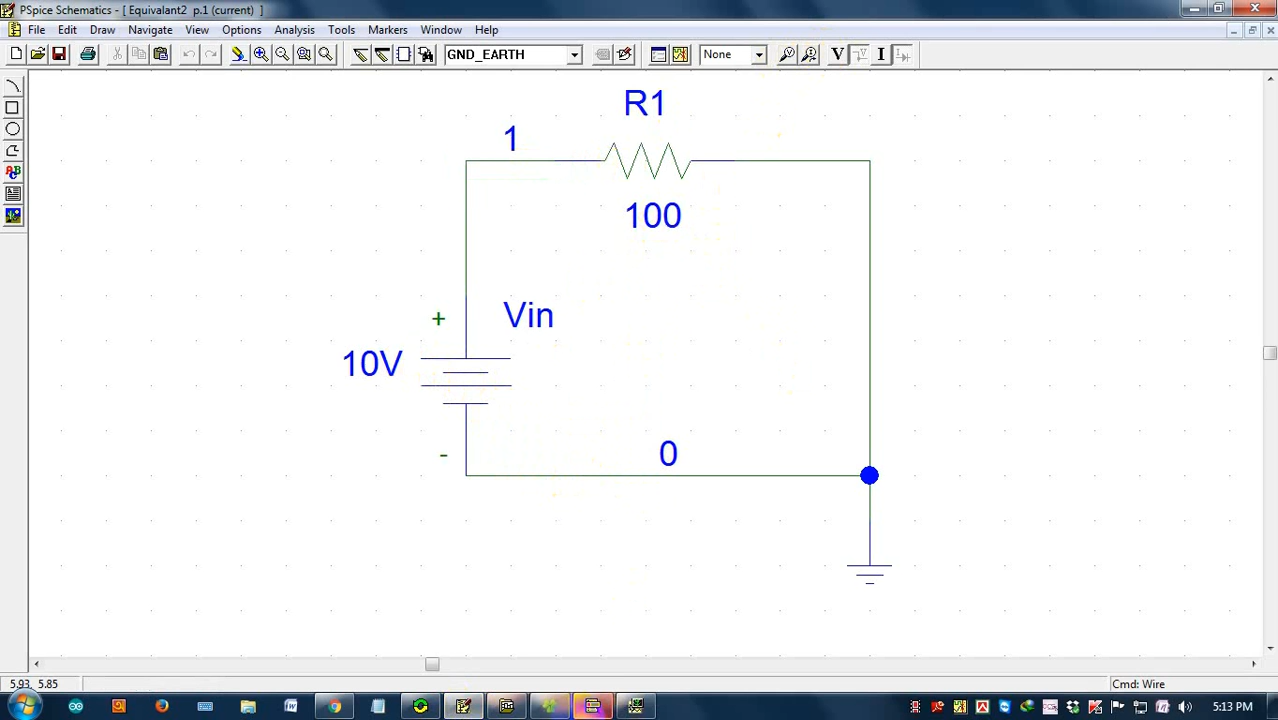 PSpice Schematics - [ Equivalant2  p.1 (current)  ]
File Edit Draw Navigate View Options Analysis Tools Markers Window Help
GND_EARTH None V V I I
R1
1
100
+ Vin
10V
- 0
5.93, 5.85 Cmd: Wire
5:13 PM